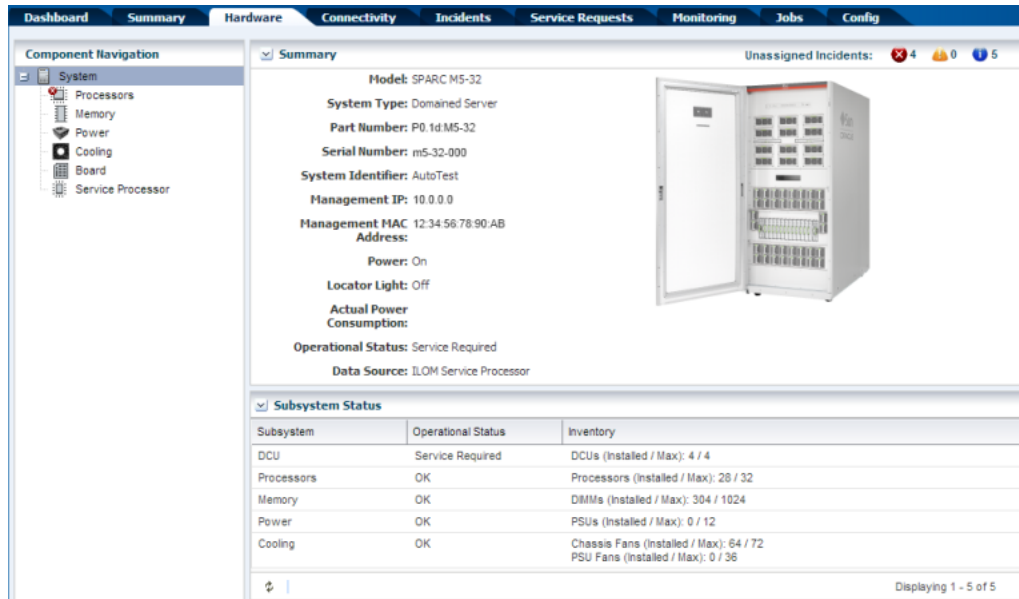 Dashboard Summary Hardware Connectivity Incidents Service Requests Monitoring Jobs Config
Component Navigation
System
Processors
Memory
Power
Cooling
Board
Service Processor
Summary
Unassigned Incidents: 4 0 5
Model: SPARC M5-32
System Type: Domained Server
Part Number: P0.1d:M5-32
Serial Number: m5-32-000
System Identifier: AutoTest
Management IP: 10.0.0.0
Management MAC 12:34:56:78:90:AB
Address:
Power: On
Locator Light: Off
Actual Power
Consumption:
Operational Status: Service Required
Data Source: ILOM Service Processor
Subsystem Status
Subsystem Operational Status Inventory
DCU Service Required DCUs (Installed / Max): 4 / 4
Processors OK Processors (Installed / Max): 28 / 32
Memory OK DIMMs (Installed / Max): 304 / 1024
Power OK PSUs (Installed / Max): 0 / 12
Cooling OK Chassis Fans (Installed / Max): 64 / 72
PSU Fans (Installed / Max): 0 / 36
Displaying 1 - 5 of 5